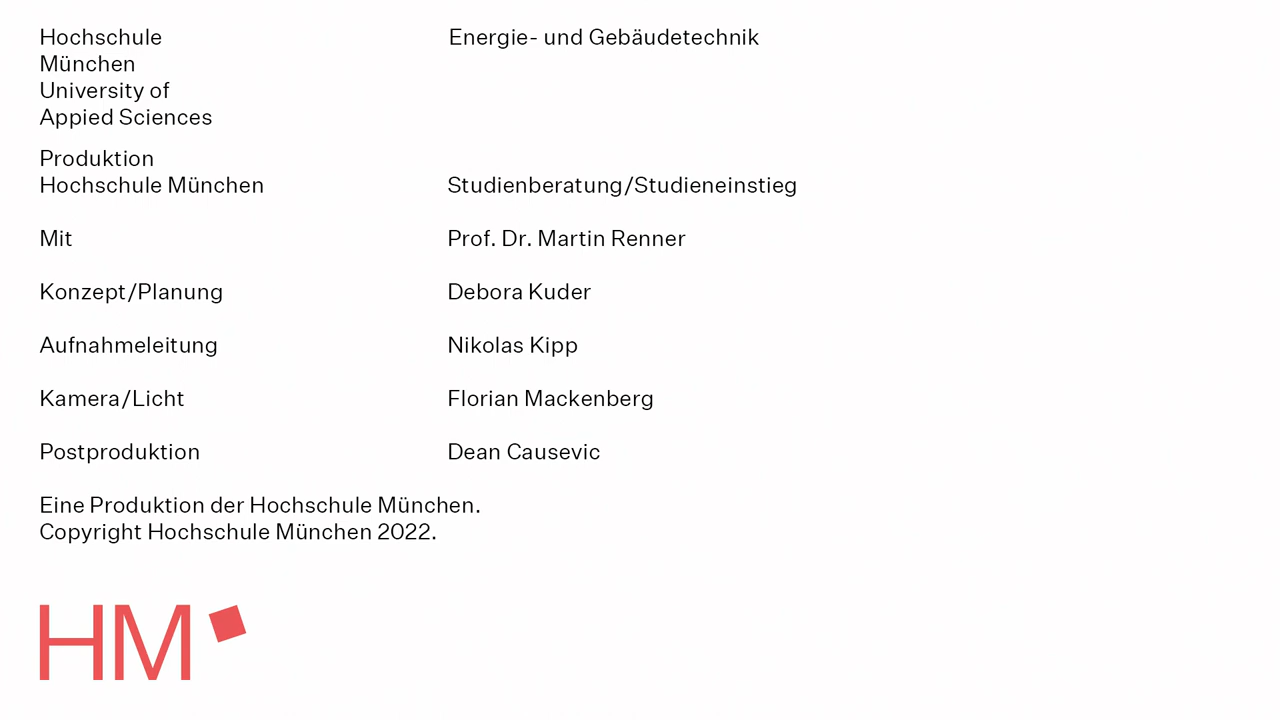 Hochschule
München
University of
Appied Sciences
Energie- und Gebäudetechnik
Produktion
Hochschule München Studienberatung/Studieneinstieg
Mit Prof. Dr. Martin Renner
Konzept/Planung Debora Kuder
Aufnahmeleitung Nikolas Kipp
Kamera/Licht Florian Mackenberg
Postproduktion Dean Causevic
Eine Produktion der Hochschule München.
Copyright Hochschule München 2022.
HM